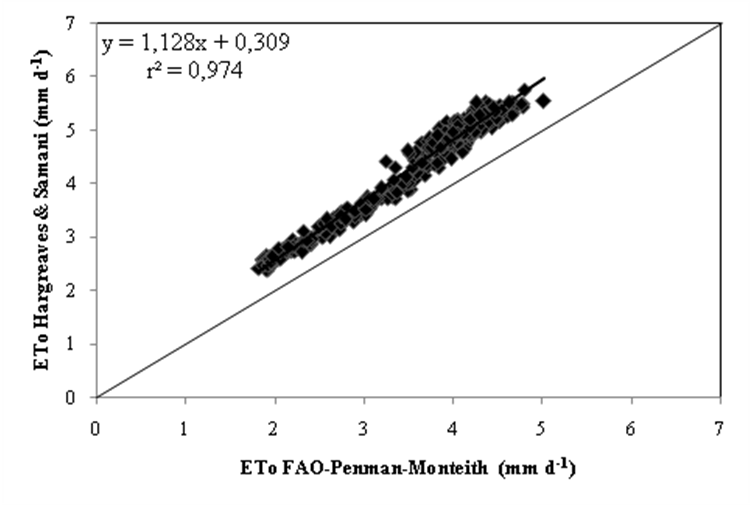 y = 1,128x + 0,309
r² = 0,974
7
6
5
4
3
2
1
0
ETo Hargreaves & Samani (mm d⁻¹)
0 1 2 3 4 5 6 7
ETo FAO-Penman-Monteith (mm d⁻¹)